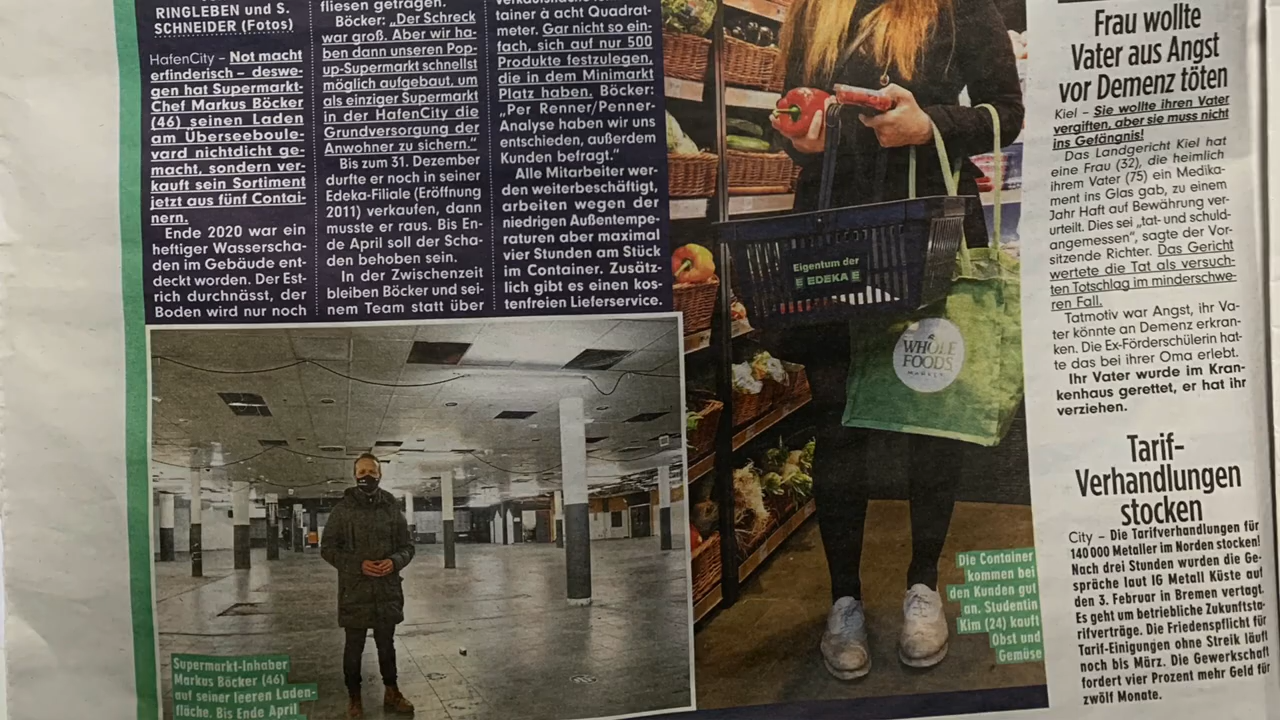 RINGLEBEN und S.
SCHNEIDER (Fotos)
HafenCity – Not macht
erfinderisch – deswe-
gen hat Supermarkt-
Chef Markus Böcker
(46) seinen Laden
am Überseeboule-
vard nichtdicht ge-
macht, sondern ver-
kauft sein Sortiment
jetzt aus fünf Contai-
nern.
Ende 2020 war ein
heftiger Wasserscha-
den im Gebäude ent-
deckt worden. Der Est-
rich durchnässt, der
Boden wird nur noch
fliesen getragen.
Böcker: „Der Schreck
war groß. Aber wir ha-
ben dann unseren Pop-
up-Supermarkt schnellst
möglich aufgebaut, um
als einziger Supermarkt
in der HafenCity die
Grundversorgung der
Anwohner zu sichern.“
Bis zum 31. Dezember
durfte er noch in seiner
Edeka-Filiale (Eröffnung
2011) verkaufen, dann
musste er raus. Bis En-
de April soll der Scha-
den behoben sein.
In der Zwischenzeit
bleiben Böcker und sei-
nem Team statt über
tainer à acht Quadrat-
meter. Gar nicht so ein-
fach, sich auf nur 500
Produkte festzulegen,
die in dem Minimarkt
Platz haben. Böcker:
„Per Renner/Penner-
Analyse haben wir uns
entschieden, außerdem
Kunden befragt.“
Alle Mitarbeiter wer-
den weiterbeschäftigt,
arbeiten wegen der
niedrigen Außentempe-
raturen aber maximal
vier Stunden am Stück
im Container. Zusätz-
lich gibt es einen kos-
tenfreien Lieferservice.
Supermarkt-Inhaber
Markus Böcker (46)
auf seiner leeren Laden-
fläche. Bis Ende April
Eigentum der
EDEKA
WHOLE
FOODS
MARKET
Die Container
kommen bei
den Kunden gut
an. Studentin
Kim (24) kauft
Obst und
Gemüse
Frau wollte
Vater aus Angst
vor Demenz töten
Kiel – Sie wollte ihren Vater
vergiften, aber sie muss nicht
ins Gefängnis!
Das Landgericht Kiel hat
eine Frau (32), die heimlich
ihrem Vater (75) ein Medika-
ment ins Glas gab, zu einem
Jahr Haft auf Bewährung ver-
urteilt. Dies sei „tat- und schuld-
angemessen“, sagte der Vor-
sitzende Richter. Das Gericht
wertete die Tat als versuch-
ten Totschlag im minderschwe-
ren Fall.
Tatmotiv war Angst, ihr Va-
ter könnte an Demenz erkran-
ken. Die Ex-Förderschülerin hat-
te das bei ihrer Oma erlebt.
Ihr Vater wurde im Kran-
kenhaus gerettet, er hat ihr
verziehen.
Tarif-
Verhandlungen
stocken
City – Die Tarifverhandlungen für
140 000 Metaller im Norden stocken!
Nach drei Stunden wurden die Ge-
spräche laut IG Metall Küste auf
den 3. Februar in Bremen vertagt.
Es geht um betriebliche Zukunftsta-
rifverträge. Die Friedenspflicht für
Tarif-Einigungen ohne Streik läuft
noch bis März. Die Gewerkschaft
fordert vier Prozent mehr Geld für
zwölf Monate.